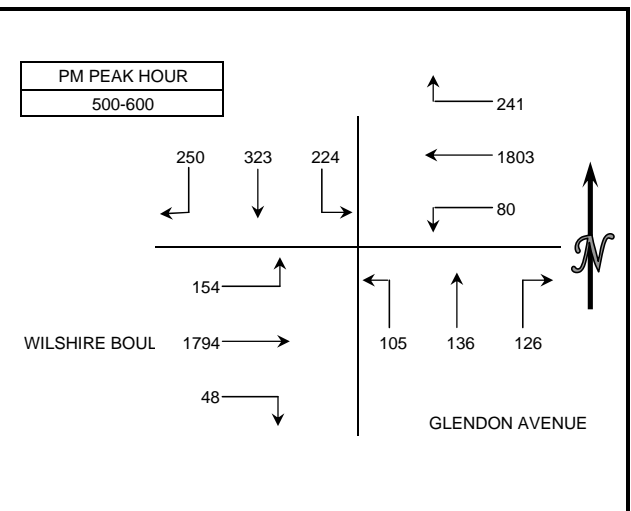 PM PEAK HOUR
500-600
241
250 323 224
1803
80
N
154
WILSHIRE BOUL 1794
105 136 126
48
GLENDON AVENUE